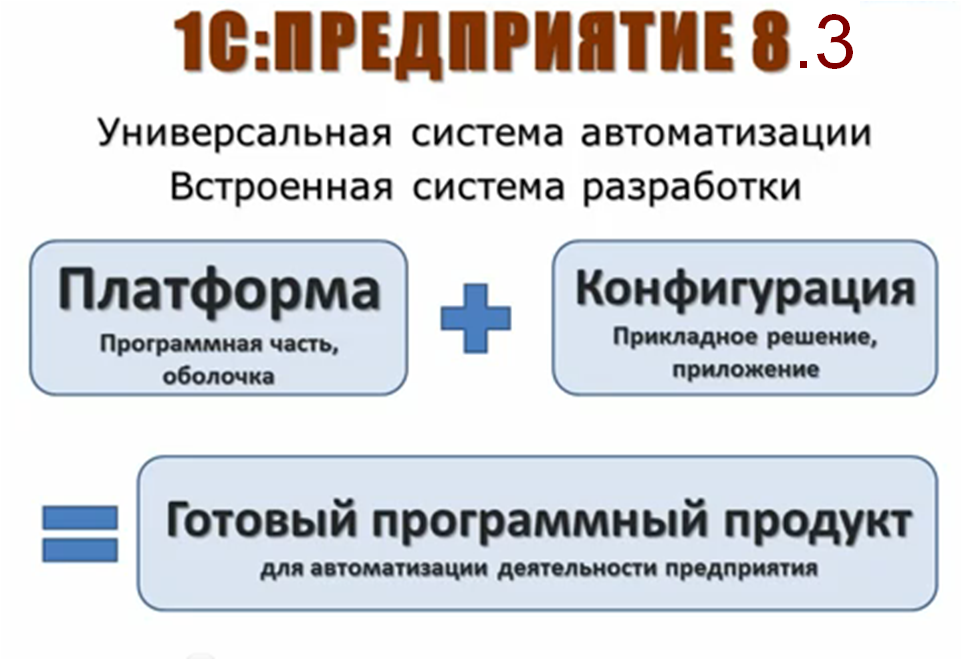 1С:ПРЕДПРИЯТИЕ 8.3
Универсальная система автоматизации
Встроенная система разработки
Платформа
Программная часть,
оболочка
Конфигурация
Прикладное решение,
приложение
Готовый программный продукт
для автоматизации деятельности предприятия